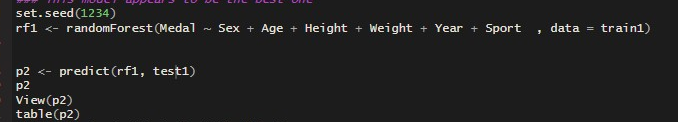 ### This model appears to be the best one
set.seed(1234)
rf1 <- randomForest(Medal ~ Sex + Age + Height + Weight + Year + Sport  , data = train1)
p2 <- predict(rf1, test1)
p2
View(p2)
table(p2)